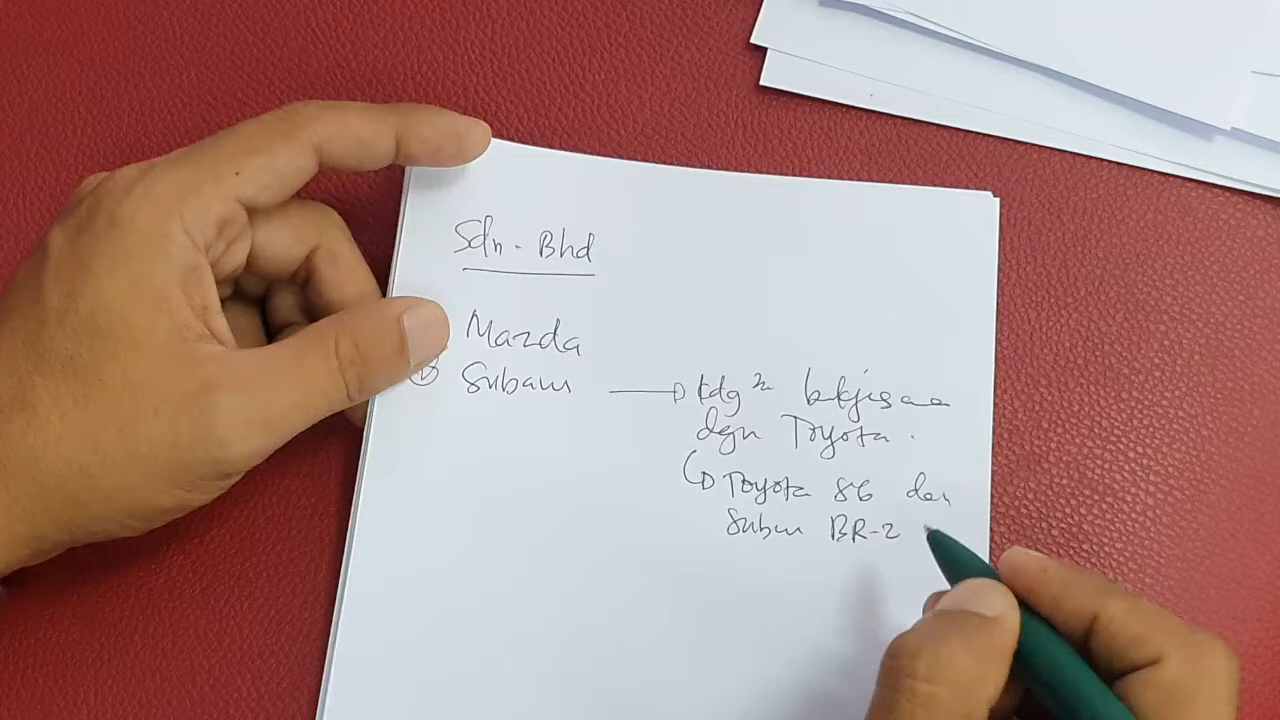 Sdn. Bhd
Mazda
Subaru → Kdg² bekerjasama
dgn Toyota.
↳ Toyota 86 dan
Subaru BR-Z